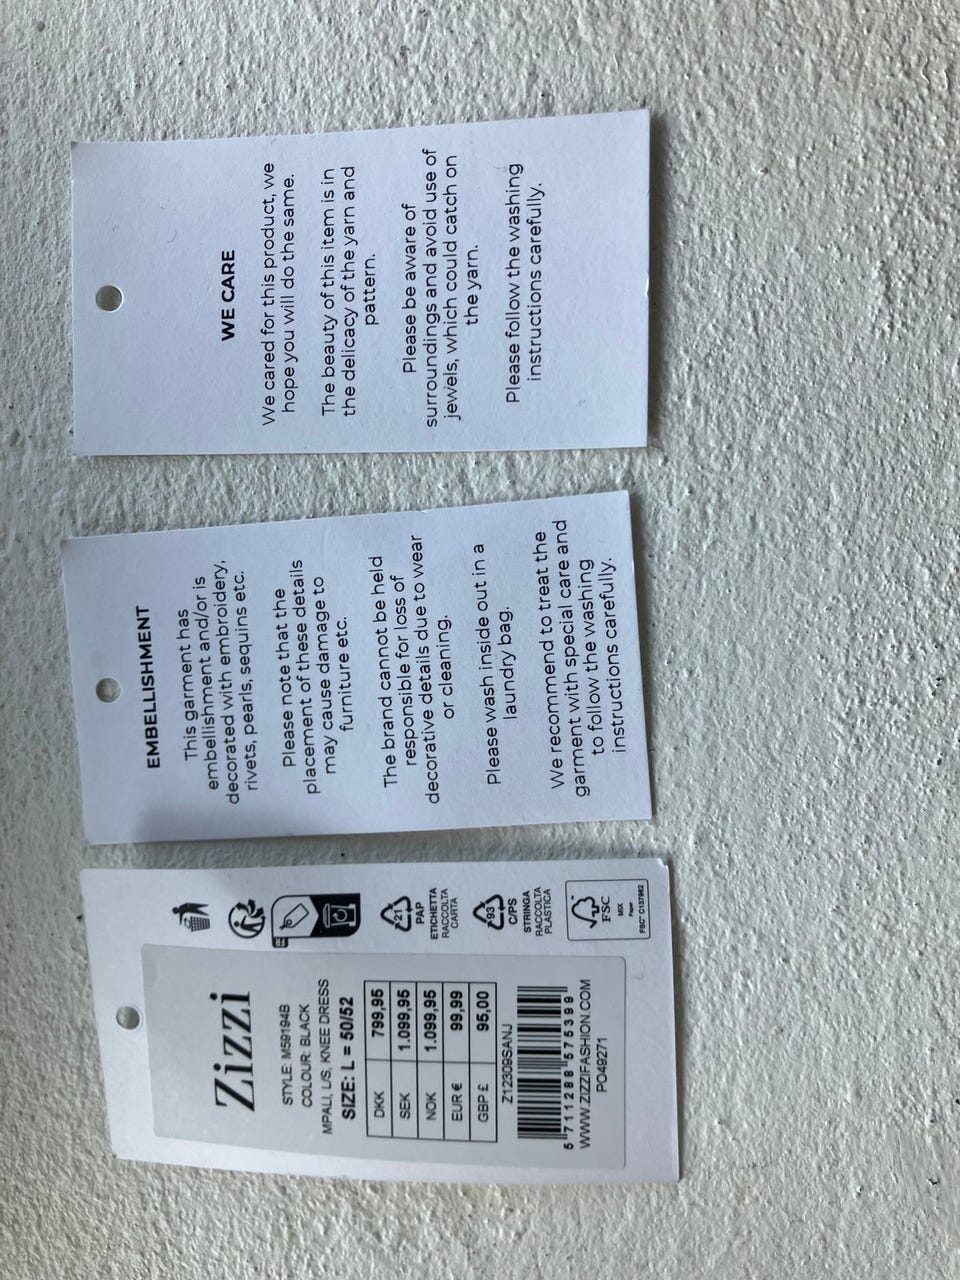 WE CARE
We cared for this product, we
hope you will do the same.
The beauty of this item is in
the delicacy of the yarn and
pattern.
Please be aware of
surroundings and avoid use of
jewels, which could catch on
the yarn.
Please follow the washing
instructions carefully.
EMBELLISHMENT
This garment has
embellishment and/or is
decorated with embroidery,
rivets, pearls, sequins etc.
Please note that the
placement of these details
may cause damage to
furniture etc.
The brand cannot be held
responsible for loss of
decorative details due to wear
or cleaning.
Please wash inside out in a
laundry bag.
We recommend to treat the
garment with special care and
to follow the washing
instructions carefully.
Zizzi
STYLE: M59194B
COLOUR: BLACK
MPALI, L/S, KNEE DRESS
SIZE: L = 50/52
DKK 799,95
SEK 1.099,95
NOK 1.099,95
EUR € 99,99
GBP £ 95,00
Z12309SANJ
5 711288 575399
WWW.ZIZZIFASHION.COM
PO49271
21
PAP
ETICHETTA
RACCOLTA
CARTA
93
C/PS
STRINGA
RACCOLTA
PLASTICA
FSC
MIX
Paper
FSC™ C137962